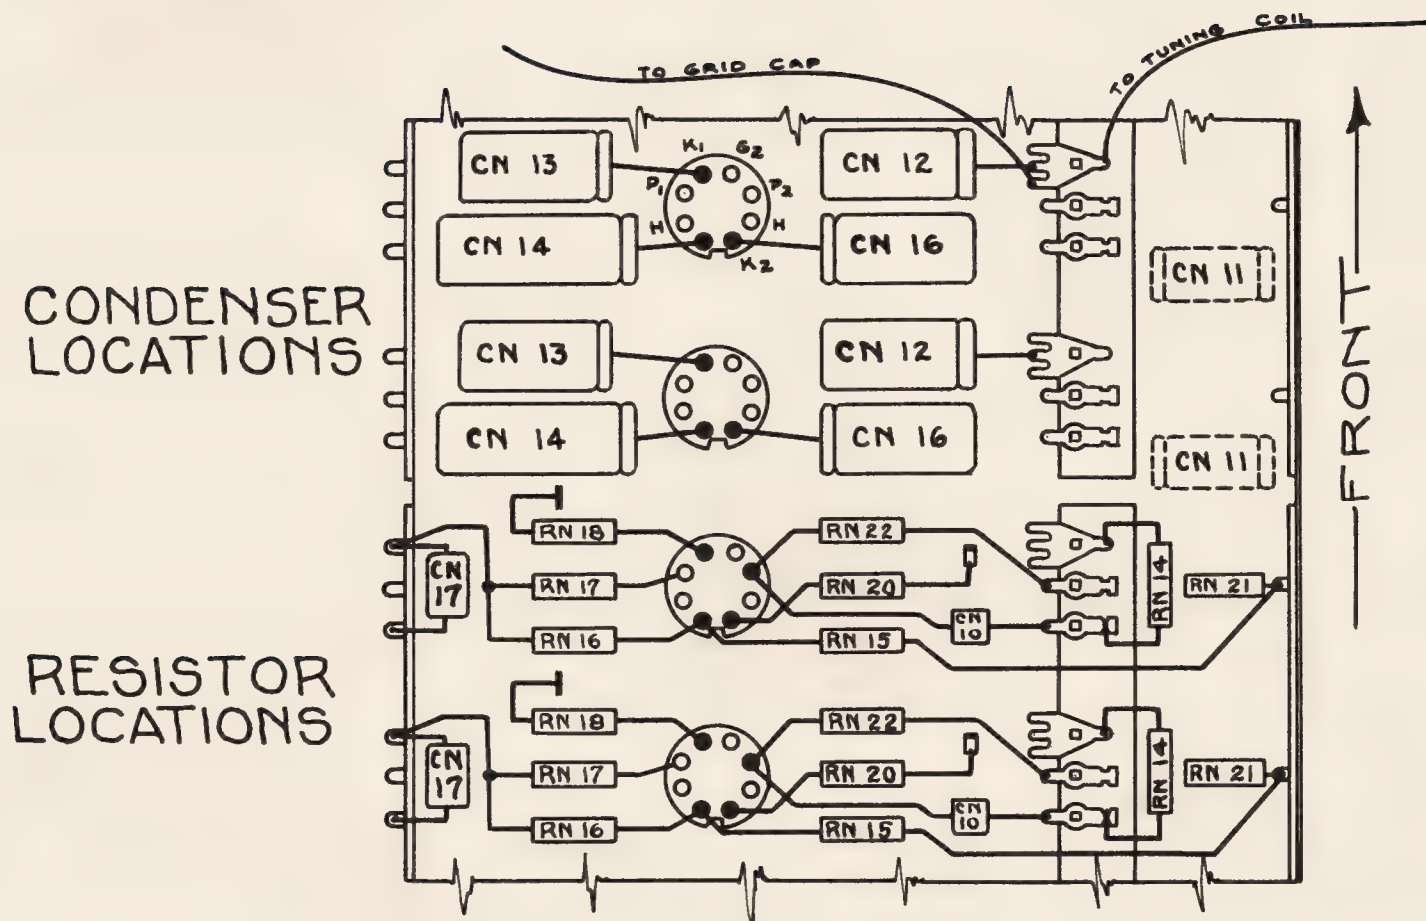 TO GRID CAP
TO TUNING COIL
CN 13
K1
G2
CN 12
P1
P2
H
H
CN 14
K2
CN 16
CN 11
CONDENSER
LOCATIONS
FRONT
CN 13
CN 12
CN 14
CN 16
CN 11
RN 18
RN 22
CN
17
RN 17
RN 20
RN 14
RN 21
CN
10
RN 16
RN 15
RESISTOR
LOCATIONS
RN 18
RN 22
CN
17
RN 17
RN 20
RN 14
RN 21
CN
10
RN 16
RN 15